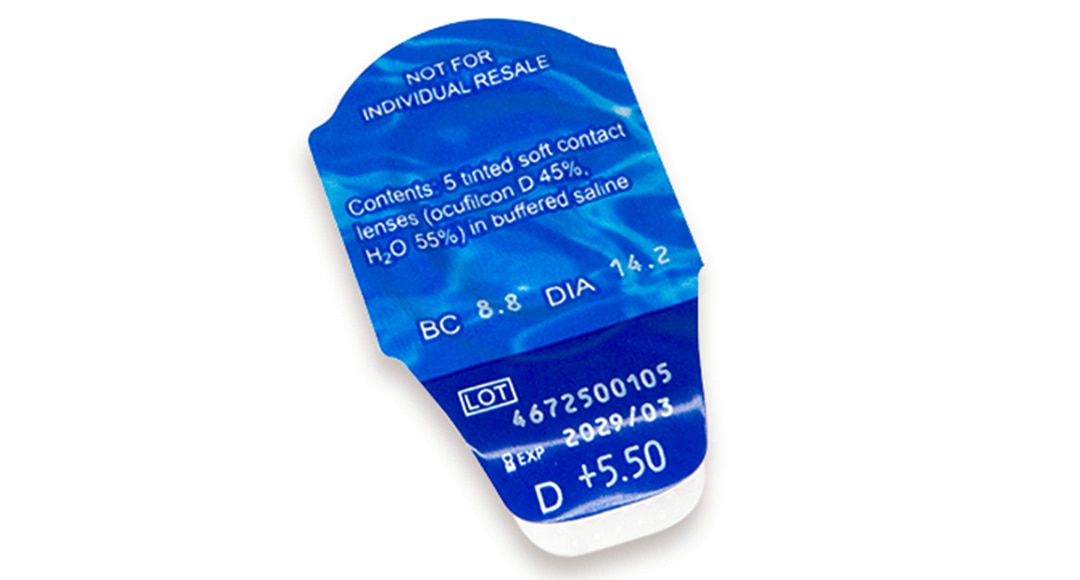 NOT FOR
INDIVIDUAL RESALE
Contents: 5 tinted soft contact
lenses (ocufilcon D 45%,
H₂O 55%) in buffered saline
BC 8.8 DIA 14.2
LOT 4672500105
EXP 2029/03
D +5.50